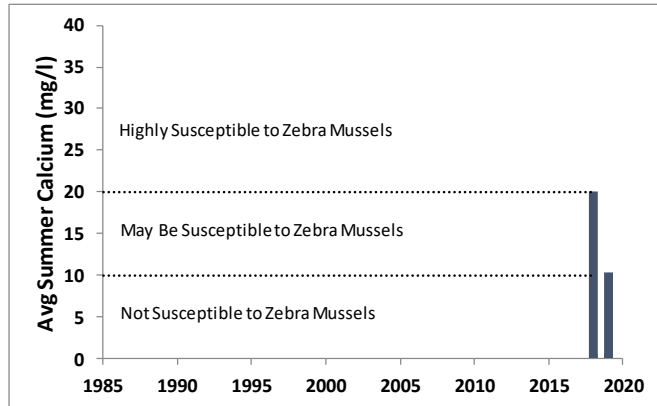 Avg Summer Calcium (mg/l)
40
35
30
25
20
15
10
5
0
Highly Susceptible to Zebra Mussels
May Be Susceptible to Zebra Mussels
Not Susceptible to Zebra Mussels
1985 1990 1995 2000 2005 2010 2015 2020